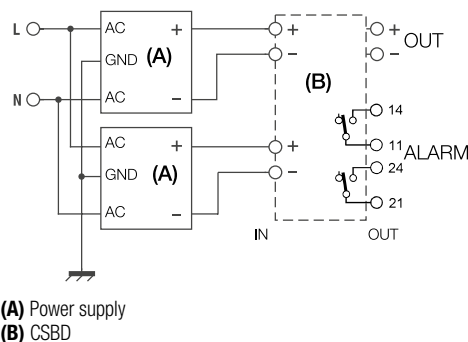 L
AC
+
+
+
OUT
GND
(A)
-
-
N
AC
-
(B)
14
AC
+
+
11
ALARM
GND
(A)
24
AC
-
-
21
IN
OUT
(A) Power supply
(B) CSBD